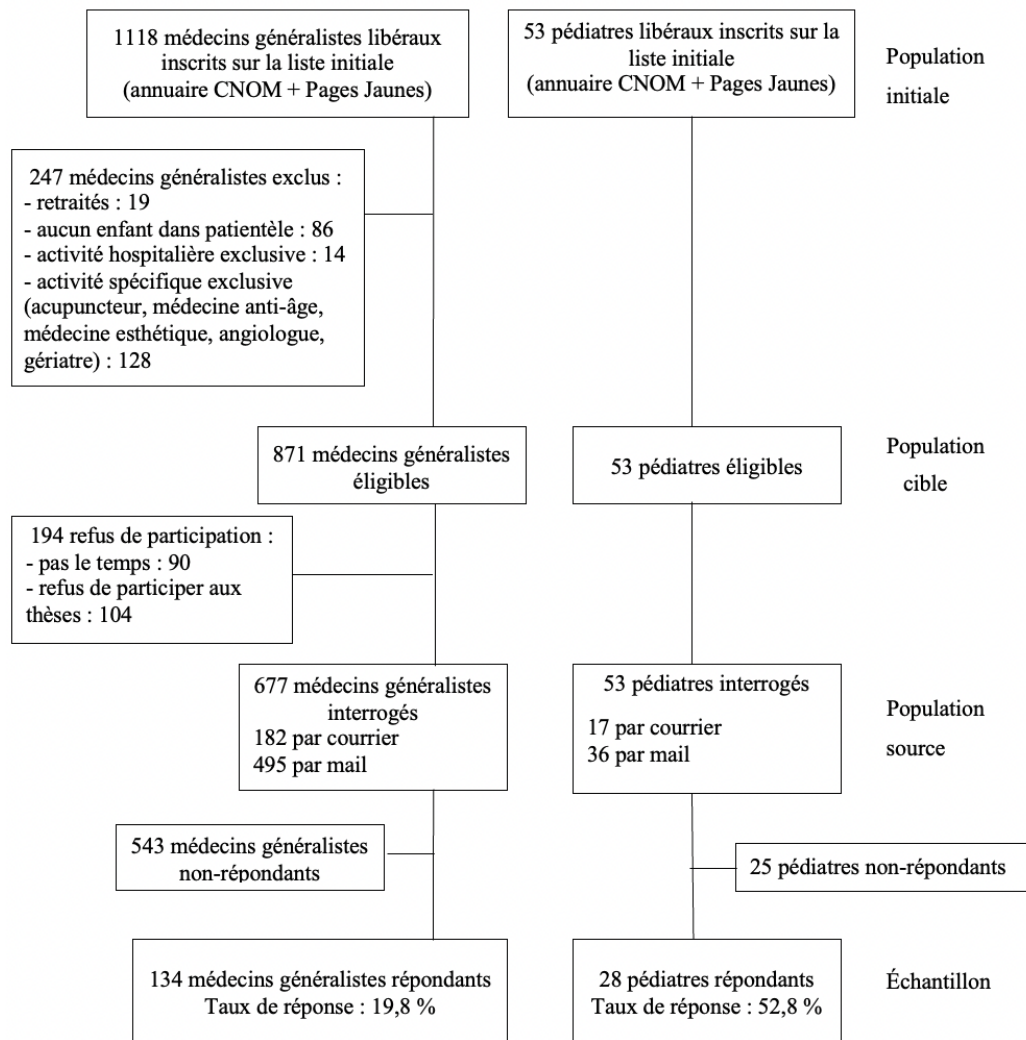 1118 médecins généralistes libéraux
inscrits sur la liste initiale
(annuaire CNOM + Pages Jaunes)
53 pédiatres libéraux inscrits sur la
liste initiale
(annuaire CNOM + Pages Jaunes)
Population
initiale
247 médecins généralistes exclus :
- retraités : 19
- aucun enfant dans patientèle : 86
- activité hospitalière exclusive : 14
- activité spécifique exclusive
(acupuncteur, médecine anti-âge,
médecine esthétique, angiologue,
gériatre) : 128
871 médecins généralistes
éligibles
53 pédiatres éligibles
Population
cible
194 refus de participation :
- pas le temps : 90
- refus de participer aux
thèses : 104
677 médecins généralistes
interrogés
182 par courrier
495 par mail
53 pédiatres interrogés
17 par courrier
36 par mail
Population
source
543 médecins généralistes
non-répondants
25 pédiatres non-répondants
134 médecins généralistes répondants
Taux de réponse : 19,8 %
28 pédiatres répondants
Taux de réponse : 52,8 %
Échantillon